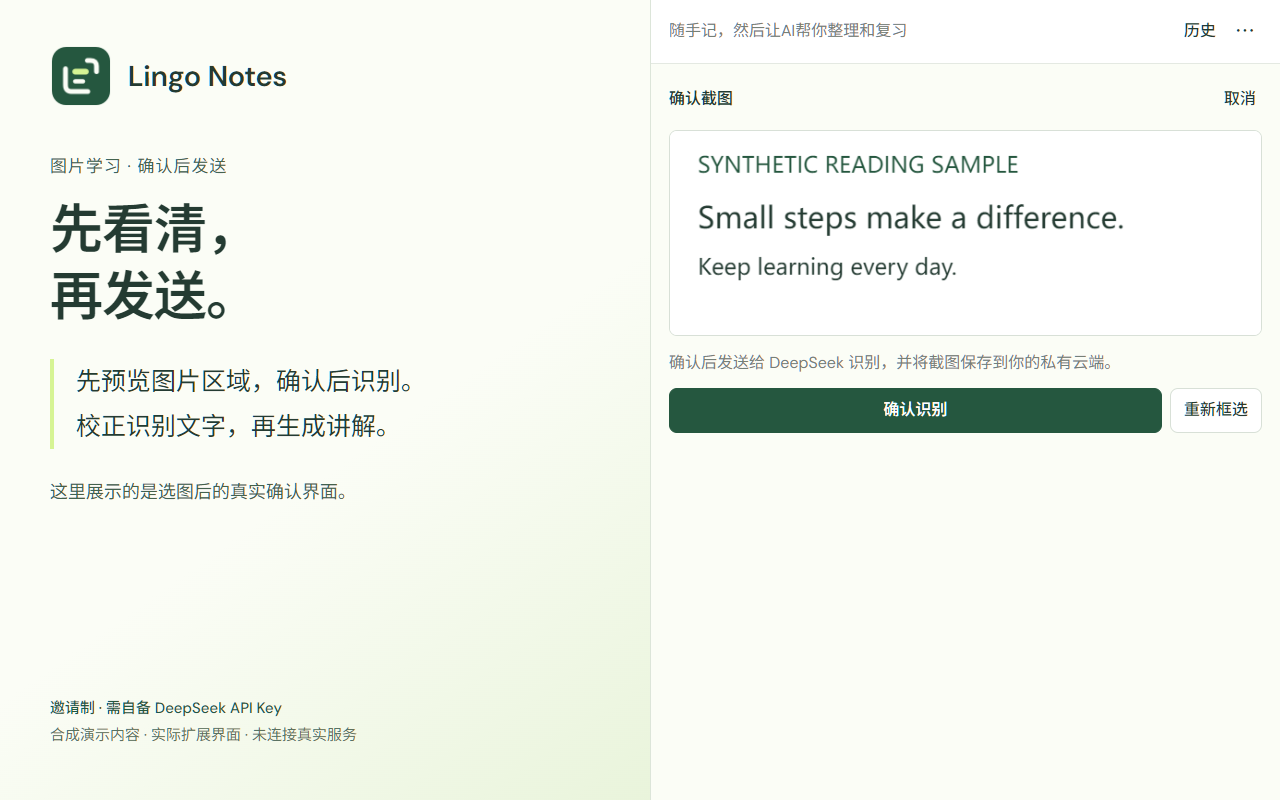 Lingo Notes
图片学习 · 确认后发送
先看清，
再发送。
先预览图片区域，确认后识别。
校正识别文字，再生成讲解。
这里展示的是选图后的真实确认界面。
邀请制 · 需自备 DeepSeek API Key
合成演示内容 · 实际扩展界面 · 未连接真实服务
随手记，然后让AI帮你整理和复习
历史 ···
确认截图
取消
SYNTHETIC READING SAMPLE
Small steps make a difference.
Keep learning every day.
确认后发送给 DeepSeek 识别，并将截图保存到你的私有云端。
确认识别
重新框选